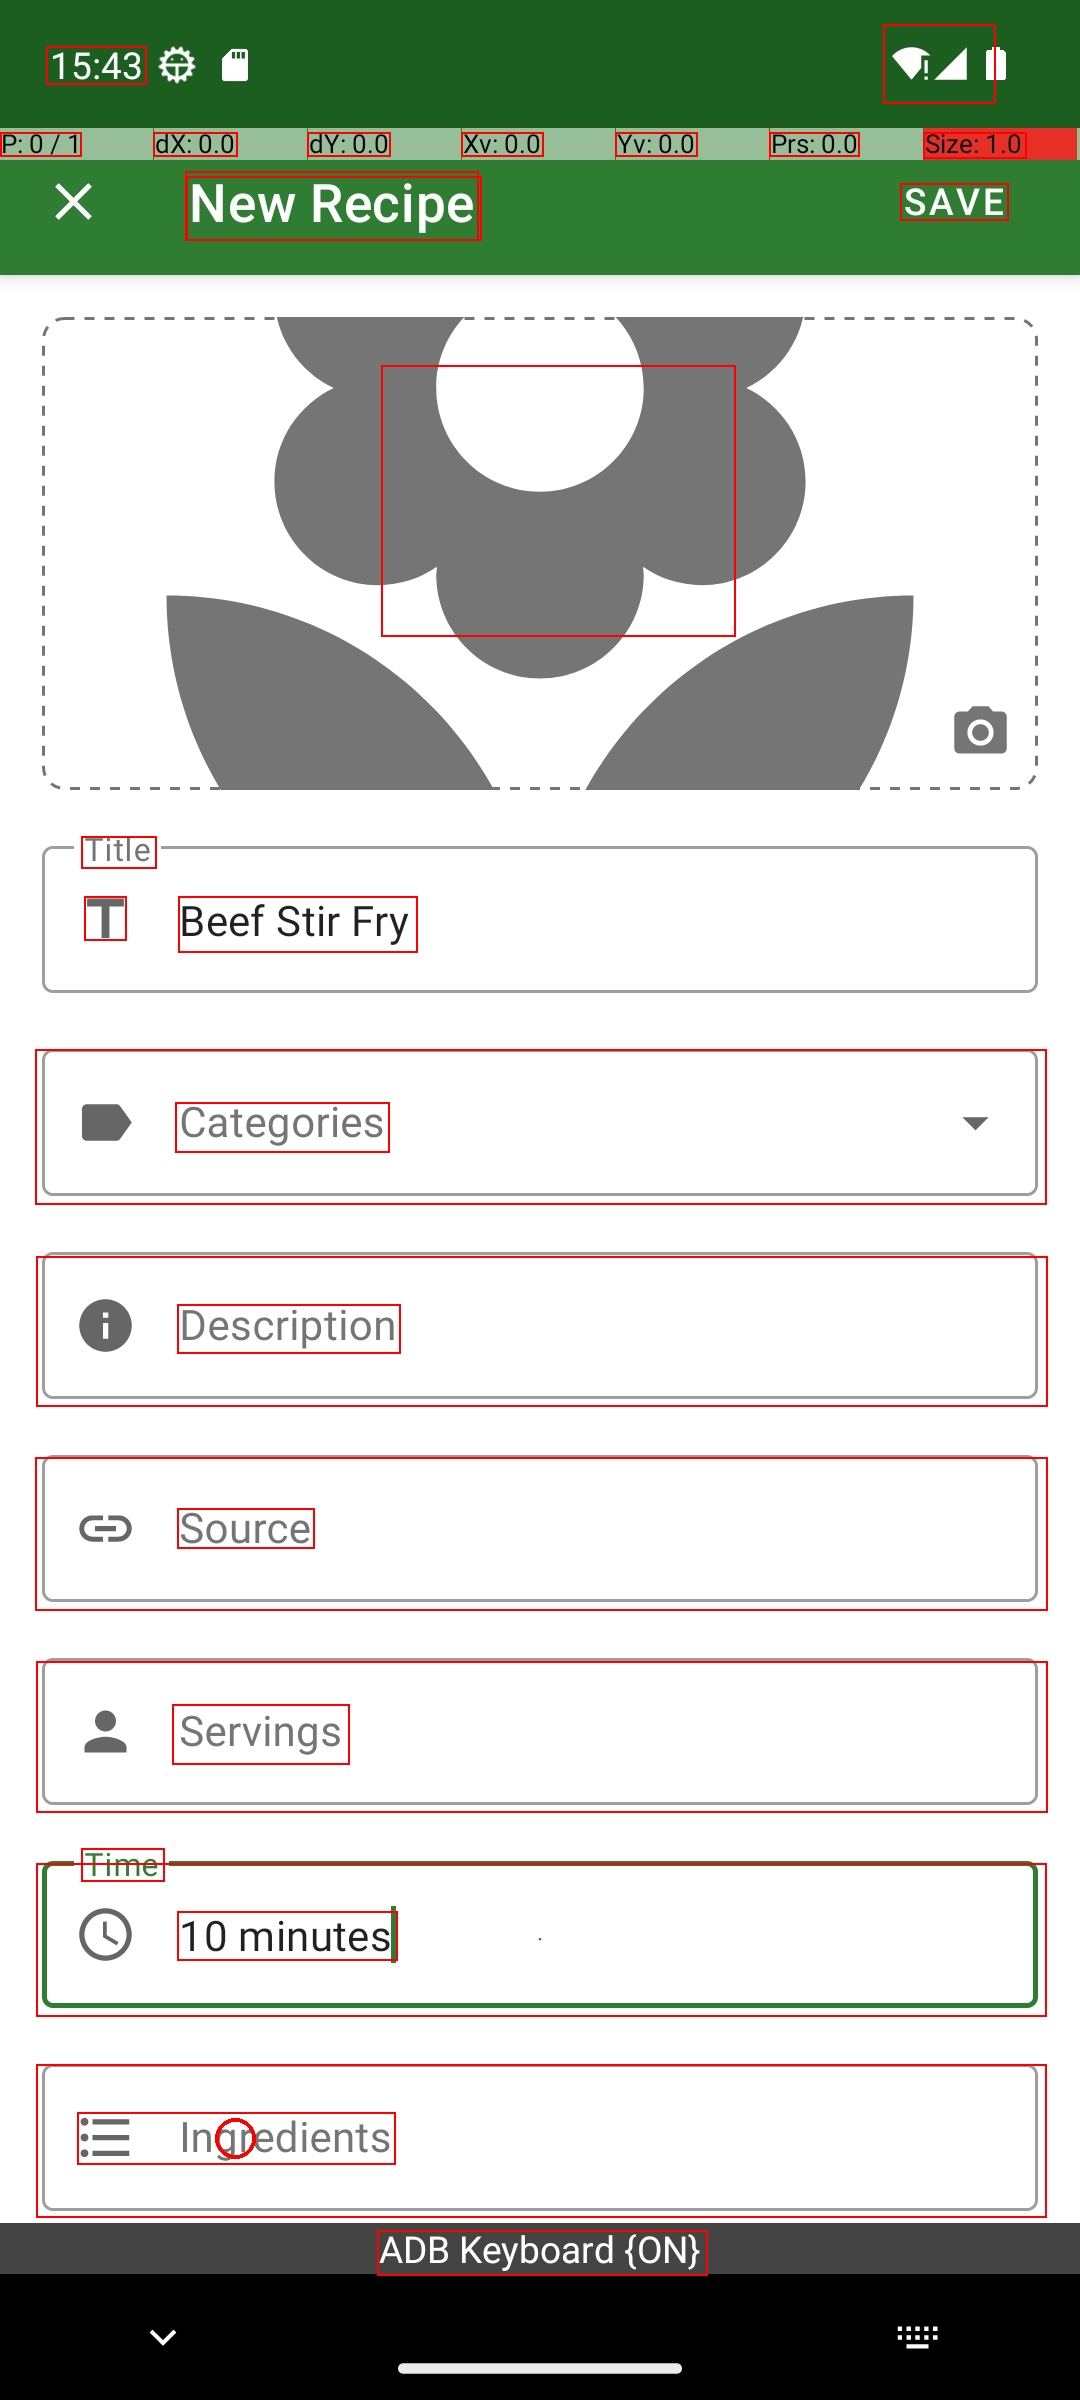 15:43
P: 0 / 1 dX: 0.0 dY: 0.0 Xv: 0.0 Yv: 0.0 Prs: 0.0 Size: 1.0
New Recipe SAVE
Title
Beef Stir Fry
Categories
Description
Source
Servings
Time
10 minutes
Ingredients
ADB Keyboard {ON}